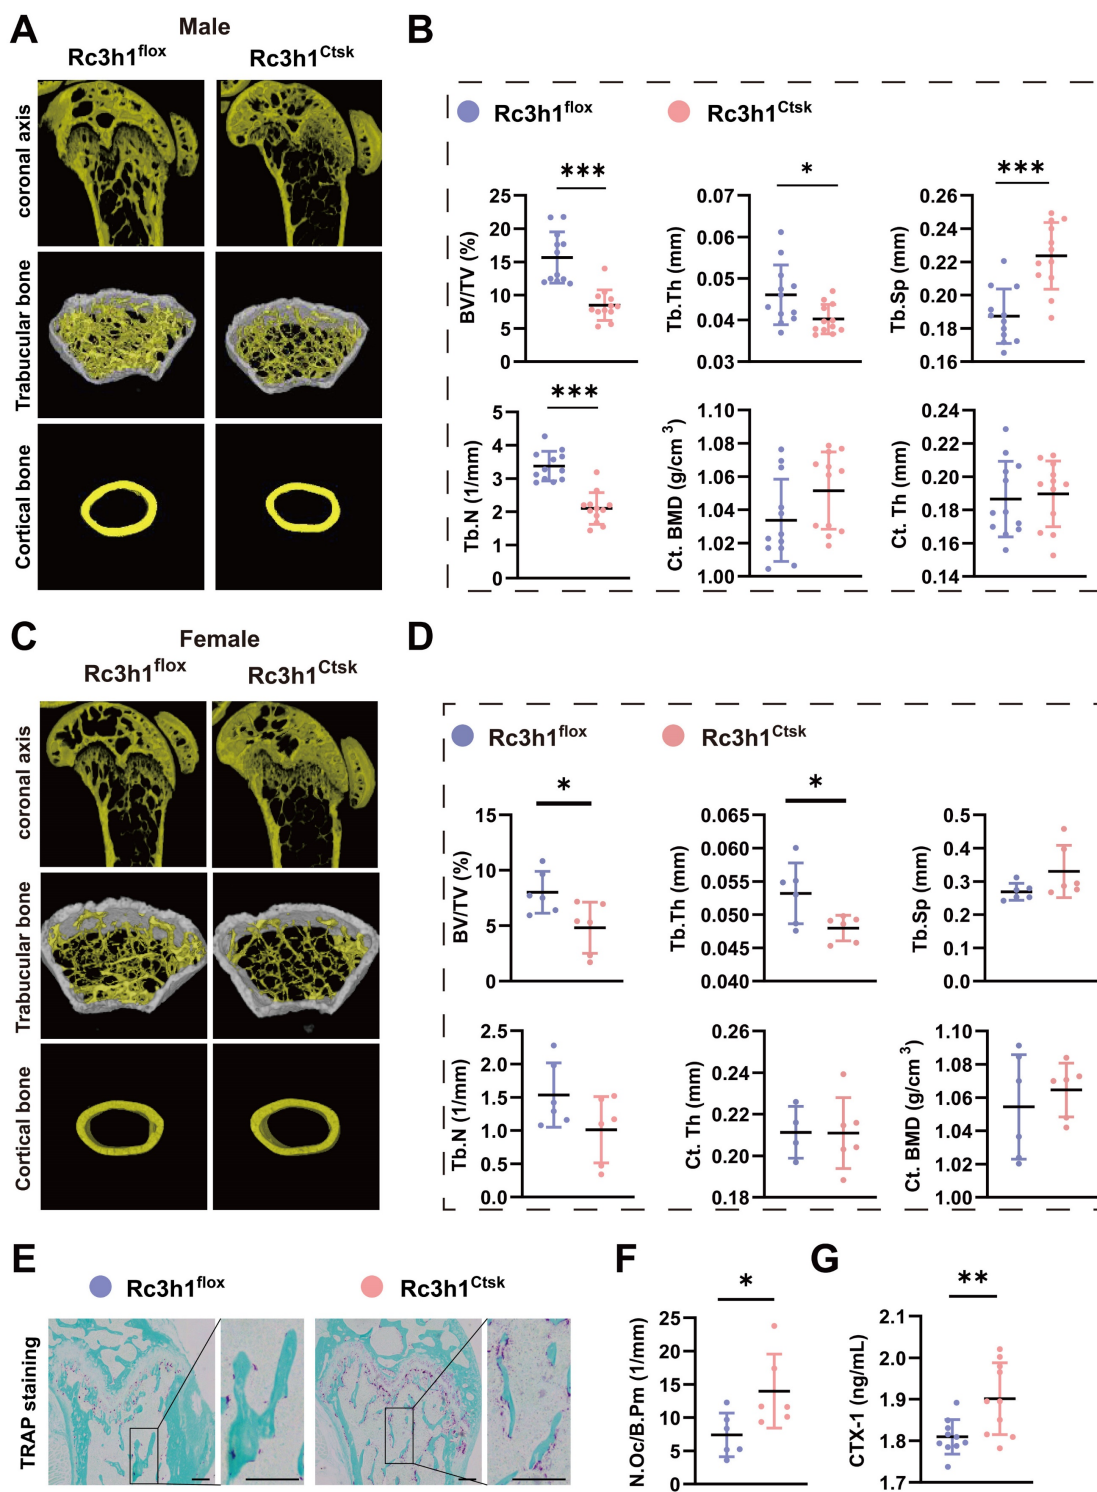 A
Male
Rc3h1flox
Rc3h1Ctsk
coronal axis
Trabucular bone
Cortical bone
B
Rc3h1flox
Rc3h1Ctsk
***
BV/TV (%)
25
20
15
10
5
0
*
Tb.Th (mm)
0.07
0.06
0.05
0.04
0.03
***
Tb.Sp (mm)
0.26
0.24
0.22
0.20
0.18
0.16
***
Tb.N (1/mm)
5
4
3
2
1
0
Ct. BMD (g/cm 3)
1.10
1.08
1.06
1.04
1.02
1.00
Ct. Th (mm)
0.24
0.22
0.20
0.18
0.16
0.14
C
Female
Rc3h1flox
Rc3h1Ctsk
coronal axis
Trabucular bone
Cortical bone
D
Rc3h1flox
Rc3h1Ctsk
*
BV/TV (%)
15
10
5
0
*
Tb.Th (mm)
0.065
0.060
0.055
0.050
0.045
0.040
Tb.Sp (mm)
0.5
0.4
0.3
0.2
0.1
0.0
Tb.N (1/mm)
2.5
2.0
1.5
1.0
0.5
0.0
Ct. Th (mm)
0.26
0.24
0.22
0.20
0.18
Ct. BMD (g/cm 3)
1.10
1.08
1.06
1.04
1.02
1.00
E
Rc3h1flox
Rc3h1Ctsk
TRAP staining
F
*
N.Oc/B.Pm (1/mm)
25
20
15
10
5
0
G
**
CTX-1 (ng/mL)
2.1
2.0
1.9
1.8
1.7